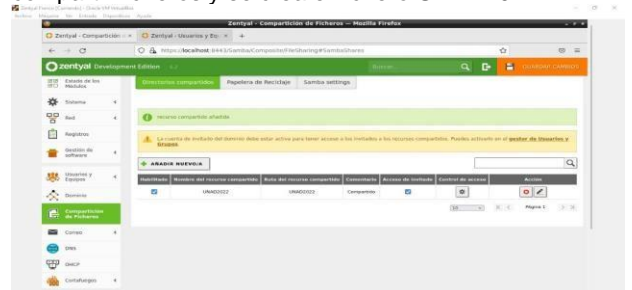 Zentyal - Compartición de Ficheros — Mozilla Firefox
Zentyal - Compartición
Zentyal - Usuarios y Eq
https://localhost:8443/Samba/Composite/FileSharing#SambaShares
zentyal Development Edition
GUARDAR CAMBIOS
Estado de los Módulos
Sistema
Red
Registros
Gestión de software
Usuarios y Equipos
Dominio
Compartición de Ficheros
Correo
DNS
DHCP
Cortafuegos
Directorios compartidos
Papelera de Reciclaje
Samba settings
recurso compartido añadido
La cuenta de invitado del dominio debe estar activa para tener acceso a los invitados a los recursos compartidos. Puedes activarlo en el gestor de Usuarios y Grupos
AÑADIR NUEVO/A
Habilitado Nombre del recurso compartido Ruta del recurso compartido Comentario Acceso de invitado Control de acceso Acción
UNAD2022 UNAD2022 Compartido
10 Página 1